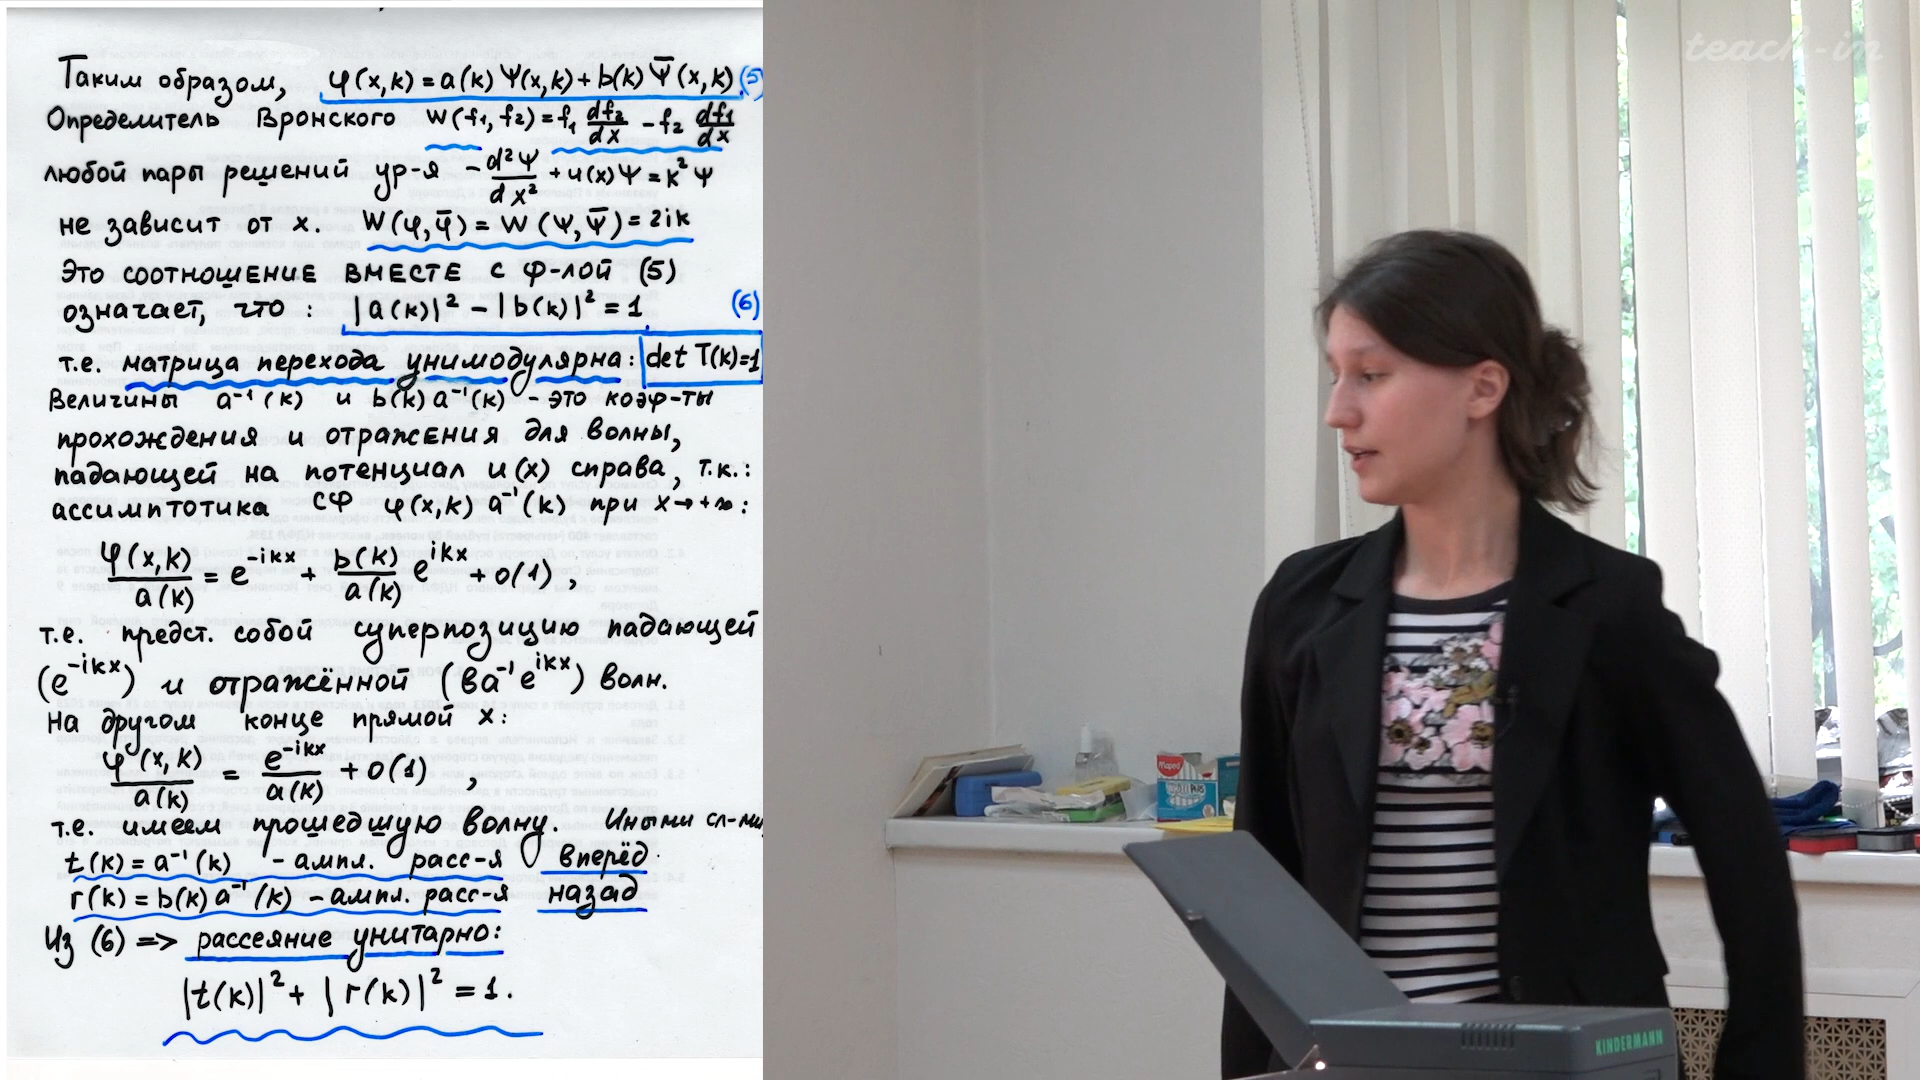 Таким образом, φ(x,k) = a(k) Ψ(x,k) + b(k) Ψ̄(x,k) (5)
Определитель Вронского W(f₁, f₂) = f₁ df₂/dx − f₂ df₁/dx
любой пары решений ур-я − d²Ψ/dx² + u(x)Ψ = k² Ψ
не зависит от x. W(φ, φ̄) = W(Ψ, Ψ̄) = 2ik
Это соотношение вместе с ф-лой (5)
означает, что: |a(k)|² − |b(k)|² = 1 (6)
т.е. матрица перехода унимодулярна: det T(k)=1
Величины a⁻¹(k) и b(k) a⁻¹(k) - это коэф-ты
прохождения и отражения для волны,
падающей на потенциал u(x) справа, т.к.:
ассимптотика СФ φ(x,k) a⁻¹(k) при x→+∞:
φ(x,k)/a(k) = e^(−ikx) + b(k)/a(k) e^(ikx) + o(1),
т.е. предст. собой суперпозицию падающей
(e^(−ikx)) и отражённой (ba⁻¹e^(ikx)) волн.
На другом конце прямой x:
φ(x,k)/a(k) = e^(−ikx)/a(k) + o(1),
т.е. имеем прошедшую волну. Иными сл-ми
t(k) = a⁻¹(k) - ампл. расс-я вперёд.
r(k) = b(k) a⁻¹(k) - ампл. расс-я назад
Из (6) => рассеяние унитарно:
|t(k)|² + |r(k)|² = 1.
teach-in
maped
KINDERMANN